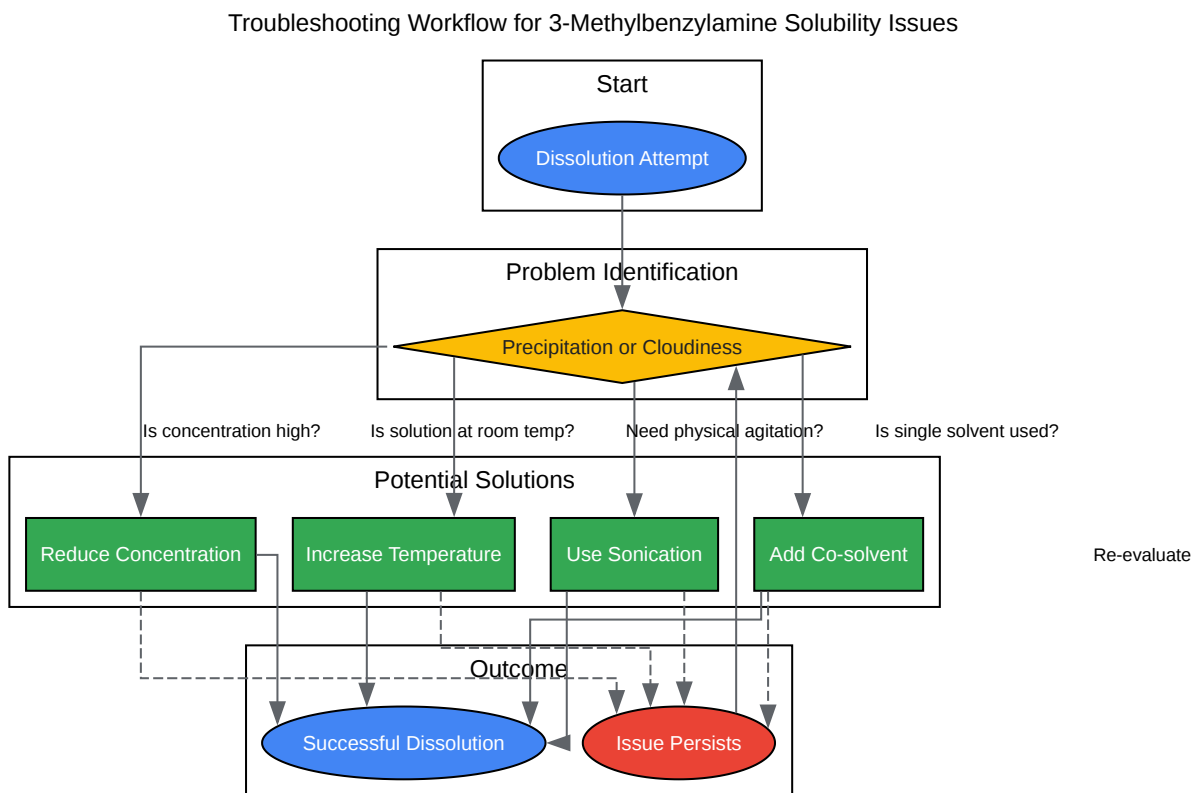 Troubleshooting Workflow for 3-Methylbenzylamine Solubility Issues
Start
Dissolution Attempt
Problem Identification
Precipitation or Cloudiness
Is concentration high?
Is solution at room temp?
Need physical agitation?
Is single solvent used?
Potential Solutions
Reduce Concentration
Increase Temperature
Use Sonication
Add Co-solvent
Re-evaluate
Outcome
Successful Dissolution
Issue Persists